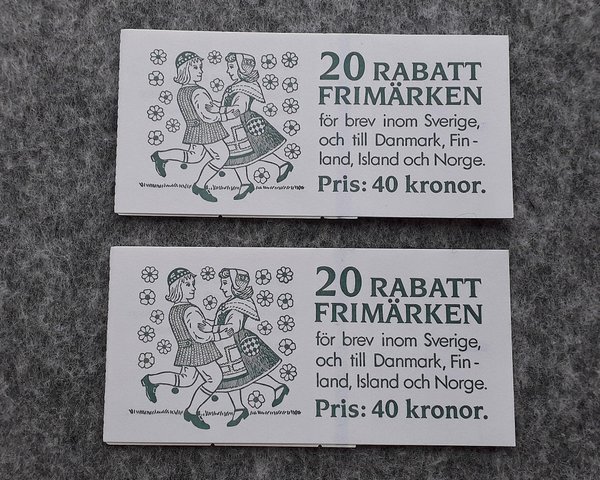 20 RABATT
FRIMÄRKEN
för brev inom Sverige,
och till Danmark, Fin-
land, Island och Norge.
Pris: 40 kronor.
20 RABATT
FRIMÄRKEN
för brev inom Sverige,
och till Danmark, Fin-
land, Island och Norge.
Pris: 40 kronor.